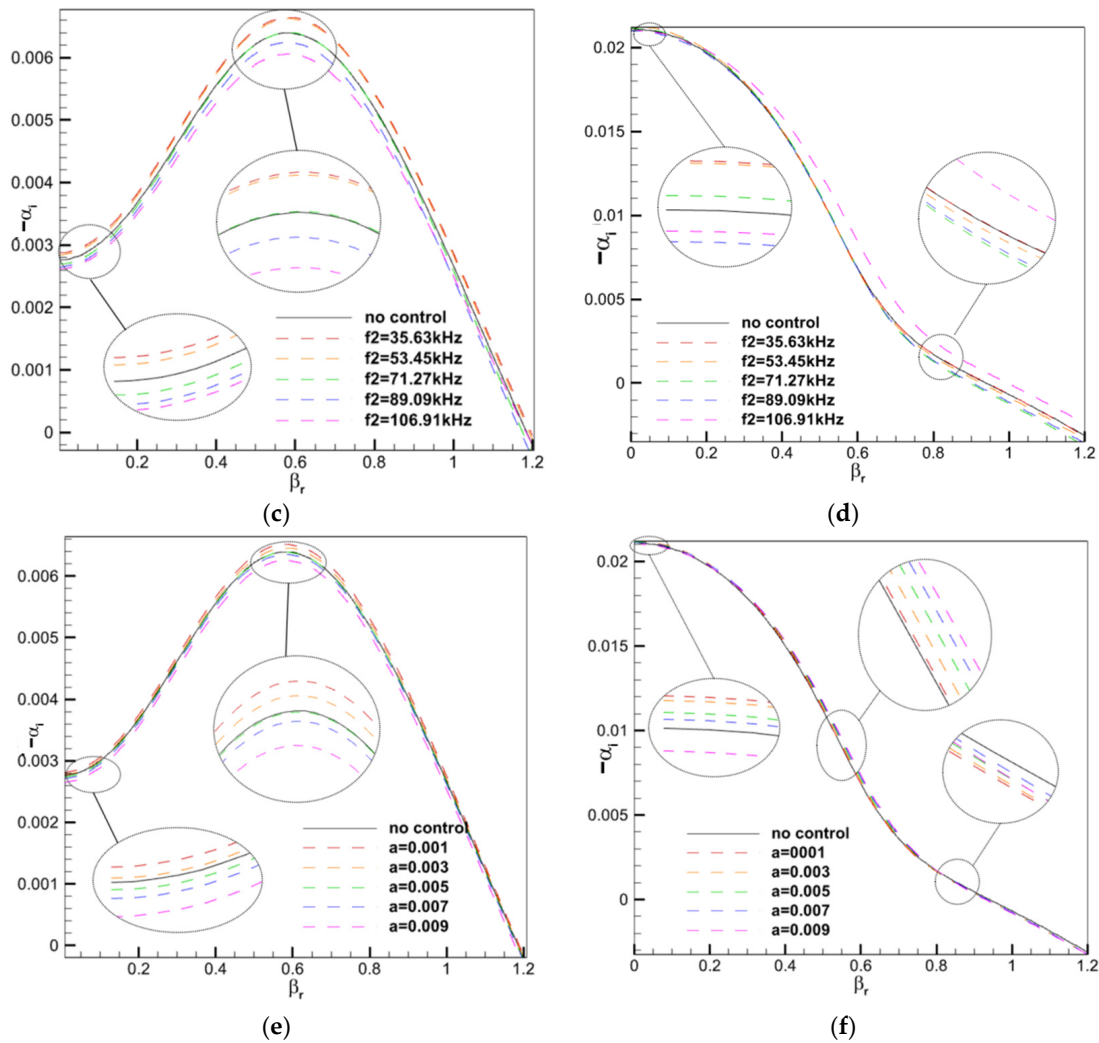 0.006
0.005
0.004
-αi
0.003
0.002
0.001
0
no control
f2=35.63kHz
f2=53.45kHz
f2=71.27kHz
f2=89.09kHz
f2=106.91kHz
0.2 0.4 0.6 0.8 1 1.2
βr
(c)
0.02
0.015
0.01
-αi
0.005
0
no control
f2=35.63kHz
f2=53.45kHz
f2=71.27kHz
f2=89.09kHz
f2=106.91kHz
0 0.2 0.4 0.6 0.8 1 1.2
βr
(d)
0.006
0.005
0.004
-αi
0.003
0.002
0.001
0
no control
a=0.001
a=0.003
a=0.005
a=0.007
a=0.009
0.2 0.4 0.6 0.8 1 1.2
βr
(e)
0.02
0.015
0.01
-αi
0.005
0
no control
a=0001
a=0.003
a=0.005
a=0.007
a=0.009
0 0.2 0.4 0.6 0.8 1 1.2
βr
(f)